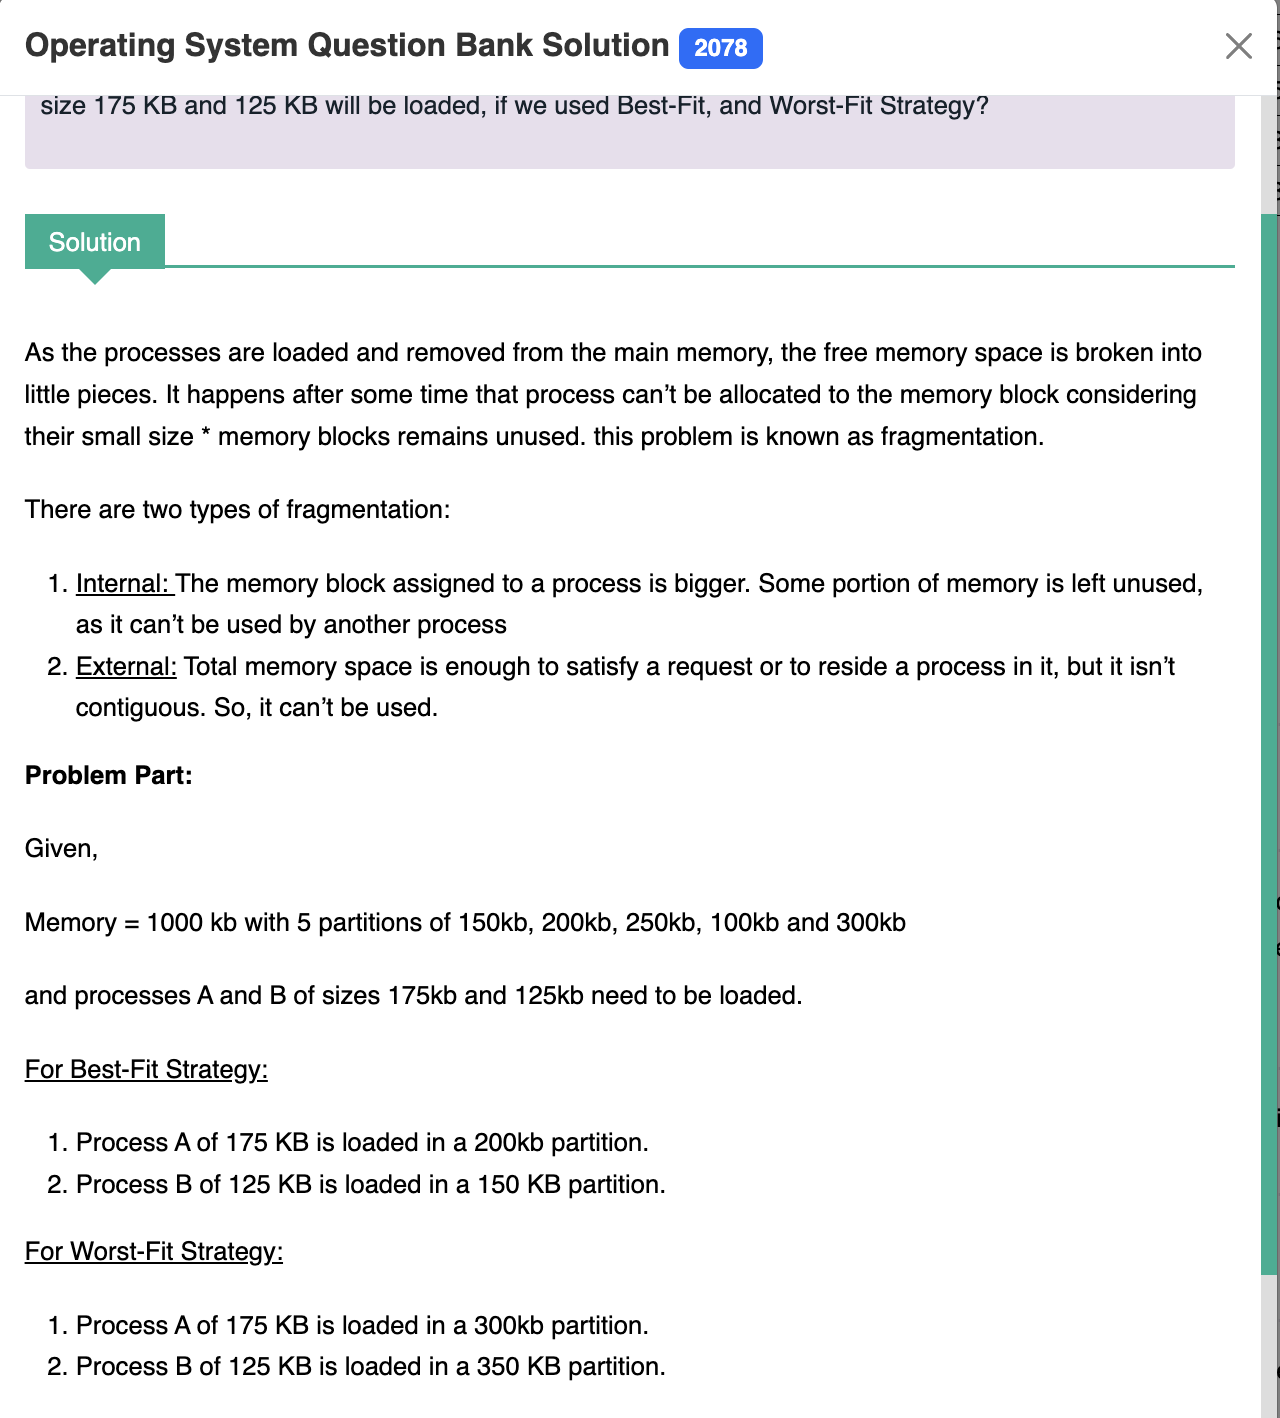 Operating System Question Bank Solution 2078
size 175 KB and 125 KB will be loaded, if we used Best-Fit, and Worst-Fit Strategy?
Solution
As the processes are loaded and removed from the main memory, the free memory space is broken into
little pieces. It happens after some time that process can’t be allocated to the memory block considering
their small size * memory blocks remains unused. this problem is known as fragmentation.
There are two types of fragmentation:
1. Internal: The memory block assigned to a process is bigger. Some portion of memory is left unused,
as it can’t be used by another process
2. External: Total memory space is enough to satisfy a request or to reside a process in it, but it isn’t
contiguous. So, it can’t be used.
Problem Part:
Given,
Memory = 1000 kb with 5 partitions of 150kb, 200kb, 250kb, 100kb and 300kb
and processes A and B of sizes 175kb and 125kb need to be loaded.
For Best-Fit Strategy:
1. Process A of 175 KB is loaded in a 200kb partition.
2. Process B of 125 KB is loaded in a 150 KB partition.
For Worst-Fit Strategy:
1. Process A of 175 KB is loaded in a 300kb partition.
2. Process B of 125 KB is loaded in a 350 KB partition.